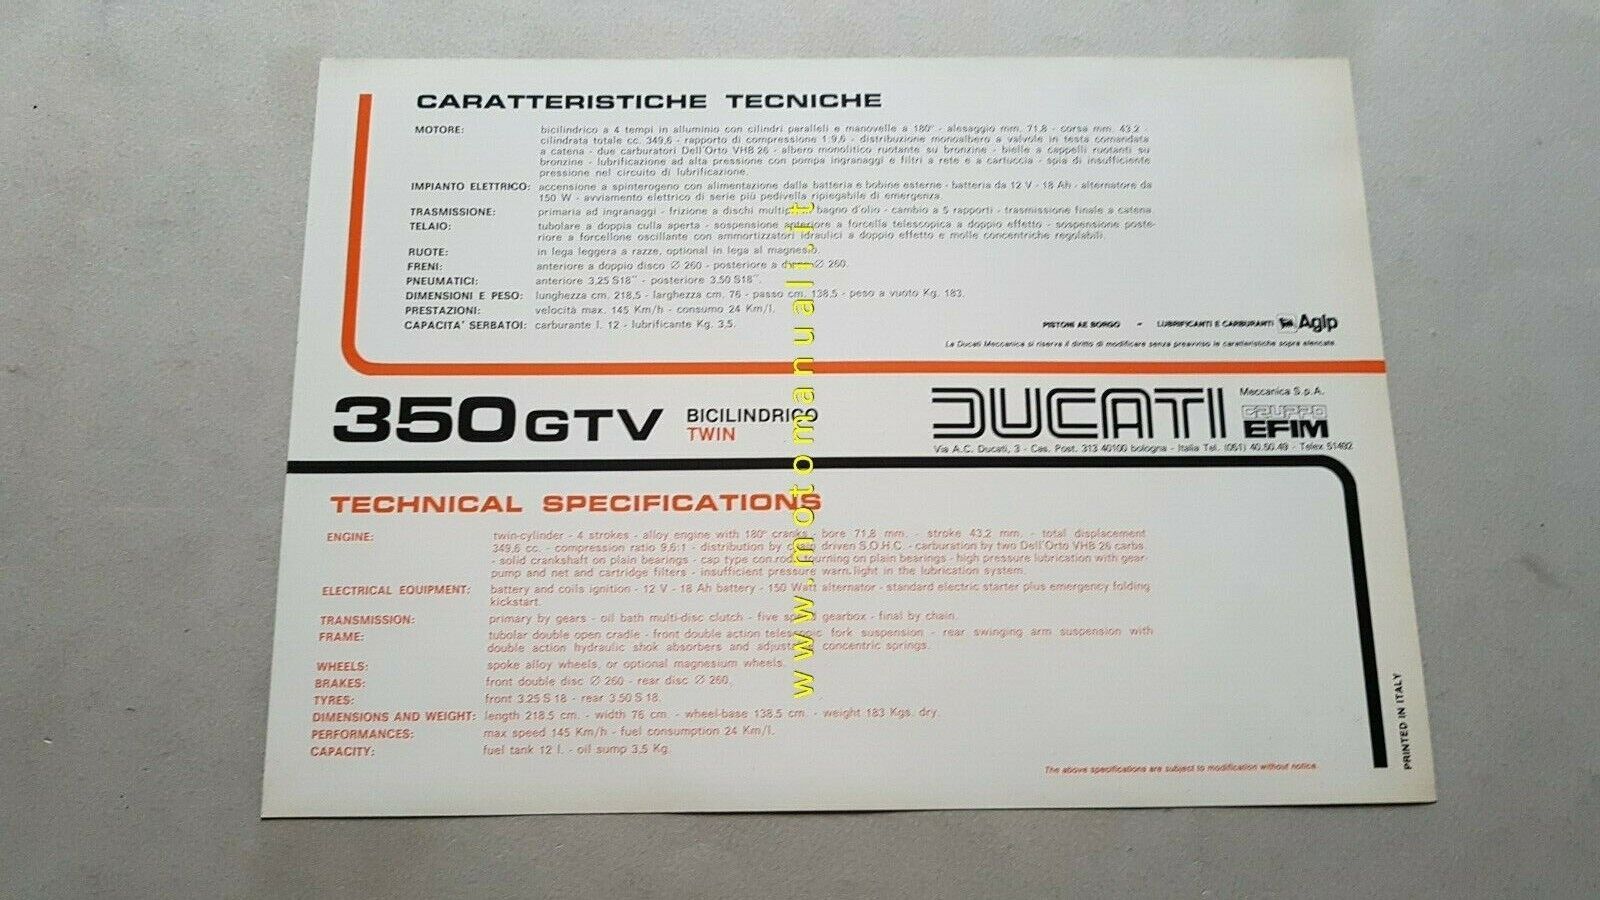 CARATTERISTICHE TECNICHE
MOTORE: bicilindrico a 4 tempi in alluminio con cilindri paralleli e manovelle a 180° - alesaggio mm. 71,8 - corsa mm. 43,2 -
cilindrata totale cc. 349,6 - rapporto di compressione 1:9,6 - distribuzione monoalbero a valvole in testa comandata
a catena - due carburatori Dell'Orto VHB 26 - albero monolitico ruotante su bronzine - bielle a cappelli ruotanti su
bronzine - lubrificazione ad alta pressione con pompa ingranaggi e filtri a rete e a cartuccia - spia di insufficiente
pressione nel circuito di lubrificazione.
IMPIANTO ELETTRICO: accensione a spinterogeno con alimentazione dalla batteria e bobine esterne - batteria da 12 V - 18 Ah - alternatore da
150 W - avviamento elettrico di serie più pedivella ripiegabile di emergenza.
TRASMISSIONE: primaria ad ingranaggi - frizione a dischi bagno d'olio - cambio a 5 rapporti - trasmissione finale a catena.
TELAIO: tubolare a doppia culla aperta - sospensione anteriore a forcella telescopica a doppio effetto - sospensione poste-
riore a forcellone oscillante con ammortizzatori idraulici a doppio effetto e molle concentriche regolabili.
RUOTE: in lega leggera a razze, optional in lega al magnesio.
FRENI: anteriore a doppio disco ∅ 260 - posteriore a ∅ 260.
PNEUMATICI: anteriore 3,25 S18" - posteriore 3.50 S18".
DIMENSIONI E PESO: lunghezza cm. 218,5 - larghezza cm. 76 - passo cm. 138,5 - peso a vuoto Kg. 183.
PRESTAZIONI: velocità max. 145 Km/h - consumo 24 Km/l.
CAPACITA' SERBATOI: carburante l. 12 - lubrificante Kg. 3,5.
PISTONI AE BORGO - LUBRIFICANTI E CARBURANTI Agip
La Ducati Meccanica si riserva il diritto di modificare senza preavviso le caratteristiche sopra elencate.
350 GTV BICILINDRICO
TWIN
DUCATI Meccanica S.p.A.
GRUPPO
EFIM
Via A.C. Ducati, 3 - Cas. Post. 313 40100 bologna - Italia Tel. (051) 40.50.49 - Telex 51492
TECHNICAL SPECIFICATIONS
ENGINE: twin-cylinder - 4 strokes - alloy engine with 180° cranks - bore 71,8 mm. - stroke 43,2 mm. - total displacement
349,6 cc. - compression ratio 9,6:1 - distribution by chain driven S.O.H.C. - carburation by two Dell'Orto VHB 26 carbs.
- solid crankshaft on plain bearings - cap type con.rods tourning on plain bearings - high pressure lubrication with gear-
pump and net and cartridge filters - insufficient pressure warn.light in the lubrication system.
ELECTRICAL EQUIPMENT: battery and coils ignition - 12 V - 18 Ah battery - 150 Watt alternator - standard electric starter plus emergency folding
kickstart.
TRANSMISSION: primary by gears - oil bath multi-disc clutch - five speed gearbox - final by chain.
FRAME: tubolar double open cradle - front double action telescopic fork suspension - rear swinging arm suspension with
double action hydraulic shok absorbers and adjustable concentric springs.
WHEELS: spoke alloy wheels, or optional magnesium wheels.
BRAKES: front double disc ∅ 260 - rear disc ∅ 260.
TYRES: front 3.25 S 18 - rear 3.50 S 18.
DIMENSIONS AND WEIGHT: length 218.5 cm. - width 76 cm. - wheel-base 138.5 cm. - weight 183 Kgs. dry.
PERFORMANCES: max speed 145 Km/h - fuel consumption 24 Km/l.
CAPACITY: fuel tank 12 l. - oil sump 3,5 Kg.
The above specifications are subject to modification without notice.
PRINTED IN ITALY
www.motomanuali.it